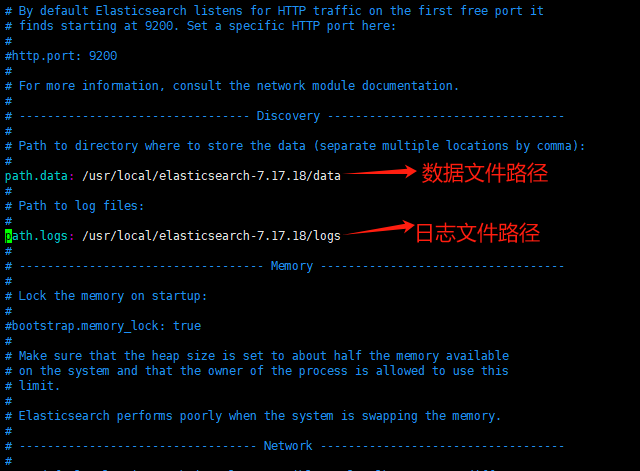 # By default Elasticsearch listens for HTTP traffic on the first free port it
# finds starting at 9200. Set a specific HTTP port here:
#
#http.port: 9200
#
# For more information, consult the network module documentation.
#
# --------------------------------- Discovery ----------------------------------
#
# Path to directory where to store the data (separate multiple locations by comma):
#
path.data: /usr/local/elasticsearch-7.17.18/data 数据文件路径
#
# Path to log files:
#
path.logs: /usr/local/elasticsearch-7.17.18/logs 日志文件路径
#
# ----------------------------------- Memory -----------------------------------
#
# Lock the memory on startup:
#
#bootstrap.memory_lock: true
#
# Make sure that the heap size is set to about half the memory available
# on the system and that the owner of the process is allowed to use this
# limit.
#
# Elasticsearch performs poorly when the system is swapping the memory.
#
# ---------------------------------- Network -----------------------------------
#